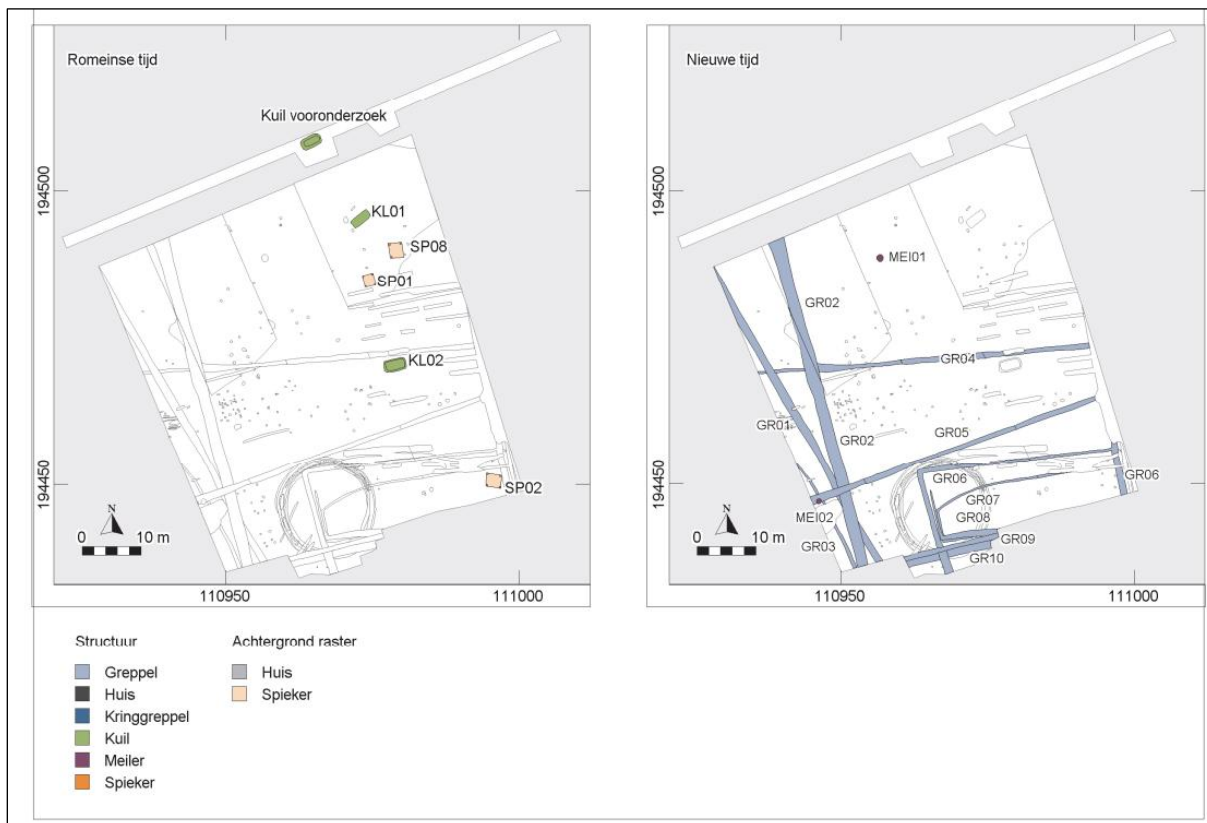 Romeinse tijd
Kuil vooronderzoek
KL01
SP08
SP01
KL02
SP02
194500
194450
N
0 10 m
110950
111000
Nieuwe tijd
MEI01
GR02
GR04
GR01
GR02
GR05
GR06
GR06
GR07
MEI02
GR08
GR03
GR09
GR10
194500
194450
N
0 10 m
110950
111000
Structuur
Greppel
Huis
Kringgreppel
Kuil
Meiler
Spieker
Achtergrond raster
Huis
Spieker